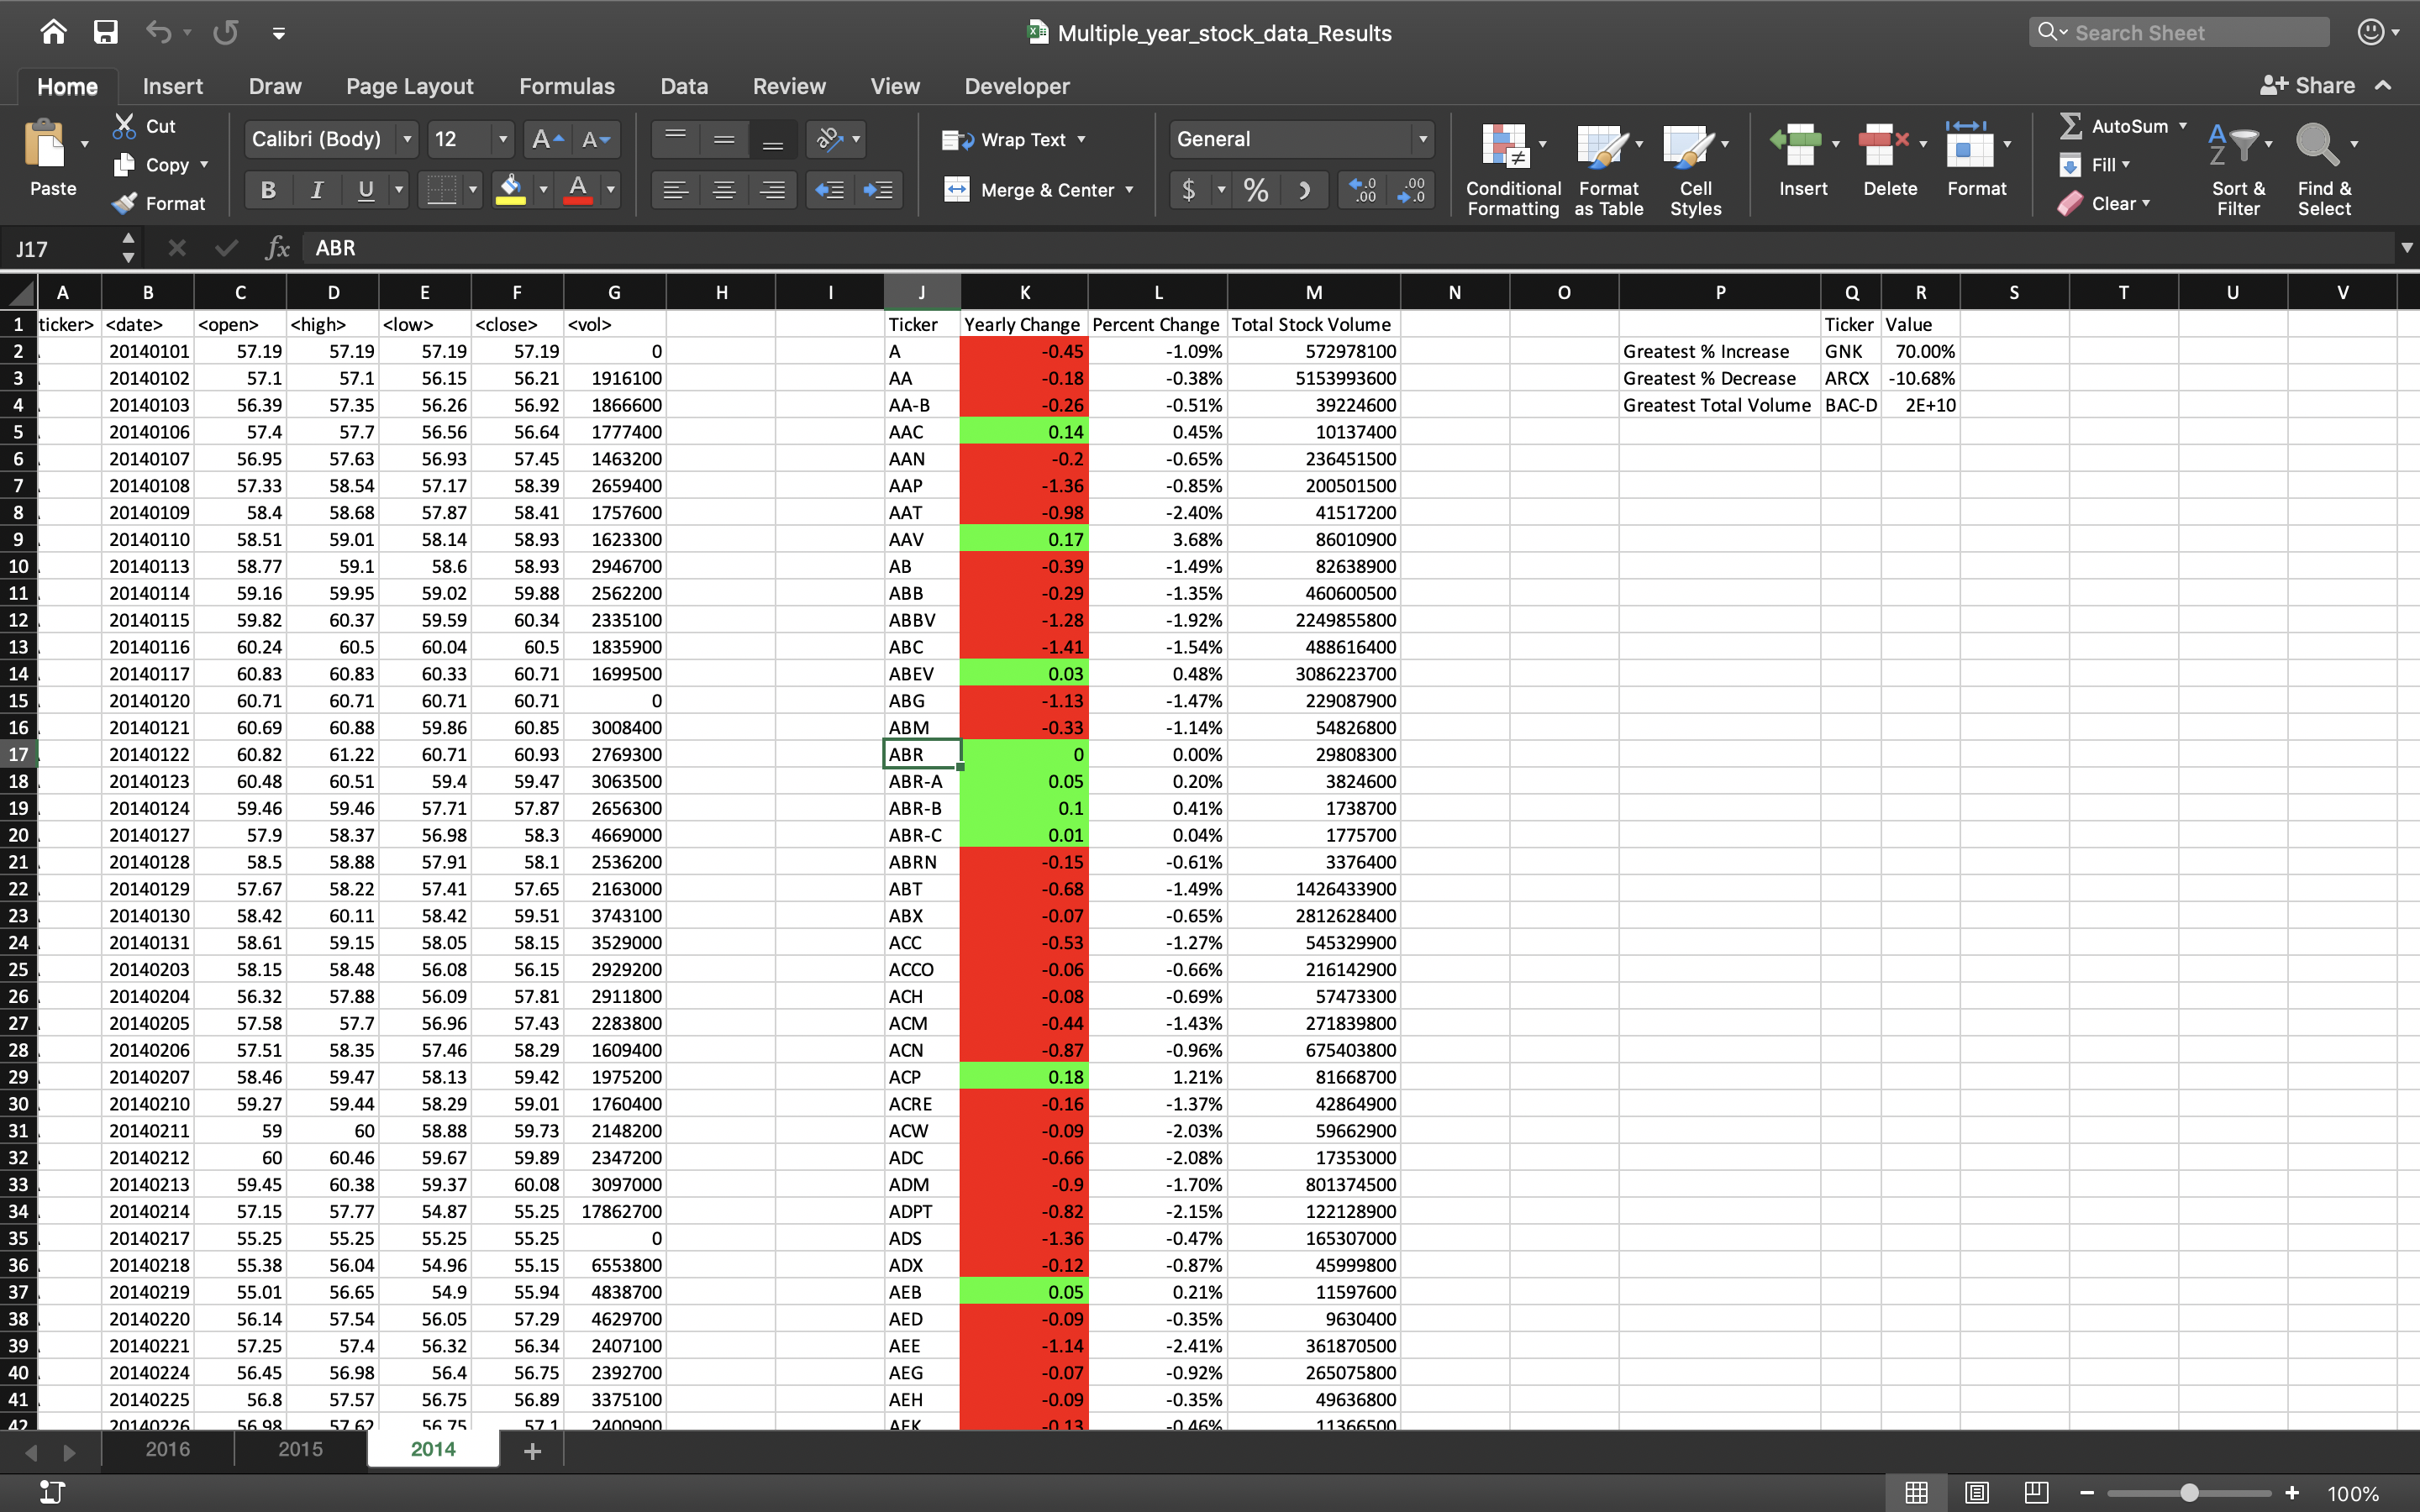 Multiple_year_stock_data_Results
Search Sheet
Home Insert Draw Page Layout Formulas Data Review View Developer Share
Paste
Cut
Copy
Format
Calibri (Body) 12
B I U
Wrap Text
Merge & Center
General
$ %
Conditional Formatting
Format as Table
Cell Styles
Insert
Delete
Format
AutoSum
Fill
Clear
Sort & Filter
Find & Select
J17 fx ABR
A B C D E F G H I J K L M N O P Q R S T U V
1 ticker> <date> <open> <high> <low> <close> <vol> Ticker Yearly Change Percent Change Total Stock Volume Ticker Value
2 20140101 57.19 57.19 57.19 57.19 0 A -0.45 -1.09% 572978100 Greatest % Increase GNK 70.00%
3 20140102 57.1 57.1 56.15 56.21 1916100 AA -0.18 -0.38% 5153993600 Greatest % Decrease ARCX -10.68%
4 20140103 56.39 57.35 56.26 56.92 1866600 AA-B -0.26 -0.51% 39224600 Greatest Total Volume BAC-D 2E+10
5 20140106 57.4 57.7 56.56 56.64 1777400 AAC 0.14 0.45% 10137400
6 20140107 56.95 57.63 56.93 57.45 1463200 AAN -0.2 -0.65% 236451500
7 20140108 57.33 58.54 57.17 58.39 2659400 AAP -1.36 -0.85% 200501500
8 20140109 58.4 58.68 57.87 58.41 1757600 AAT -0.98 -2.40% 41517200
9 20140110 58.51 59.01 58.14 58.93 1623300 AAV 0.17 3.68% 86010900
10 20140113 58.77 59.1 58.6 58.93 2946700 AB -0.39 -1.49% 82638900
11 20140114 59.16 59.95 59.02 59.88 2562200 ABB -0.29 -1.35% 460600500
12 20140115 59.82 60.37 59.59 60.34 2335100 ABBV -1.28 -1.92% 2249855800
13 20140116 60.24 60.5 60.04 60.5 1835900 ABC -1.41 -1.54% 488616400
14 20140117 60.83 60.83 60.33 60.71 1699500 ABEV 0.03 0.48% 3086223700
15 20140120 60.71 60.71 60.71 60.71 0 ABG -1.13 -1.47% 229087900
16 20140121 60.69 60.88 59.86 60.85 3008400 ABM -0.33 -1.14% 54826800
17 20140122 60.82 61.22 60.71 60.93 2769300 ABR 0 0.00% 29808300
18 20140123 60.48 60.51 59.4 59.47 3063500 ABR-A 0.05 0.20% 3824600
19 20140124 59.46 59.46 57.71 57.87 2656300 ABR-B 0.1 0.41% 1738700
20 20140127 57.9 58.37 56.98 58.3 4669000 ABR-C 0.01 0.04% 1775700
21 20140128 58.5 58.88 57.91 58.1 2536200 ABRN -0.15 -0.61% 3376400
22 20140129 57.67 58.22 57.41 57.65 2163000 ABT -0.68 -1.49% 1426433900
23 20140130 58.42 60.11 58.42 59.51 3743100 ABX -0.07 -0.65% 2812628400
24 20140131 58.61 59.15 58.05 58.15 3529000 ACC -0.53 -1.27% 545329900
25 20140203 58.15 58.48 56.08 56.15 2929200 ACCO -0.06 -0.66% 216142900
26 20140204 56.32 57.88 56.09 57.81 2911800 ACH -0.08 -0.69% 57473300
27 20140205 57.58 57.7 56.96 57.43 2283800 ACM -0.44 -1.43% 271839800
28 20140206 57.51 58.35 57.46 58.29 1609400 ACN -0.87 -0.96% 675403800
29 20140207 58.46 59.47 58.13 59.42 1975200 ACP 0.18 1.21% 81668700
30 20140210 59.27 59.44 58.29 59.01 1760400 ACRE -0.16 -1.37% 42864900
31 20140211 59 60 58.88 59.73 2148200 ACW -0.09 -2.03% 59662900
32 20140212 60 60.46 59.67 59.89 2347200 ADC -0.66 -2.08% 17353000
33 20140213 59.45 60.38 59.37 60.08 3097000 ADM -0.9 -1.70% 801374500
34 20140214 57.15 57.77 54.87 55.25 17862700 ADPT -0.82 -2.15% 122128900
35 20140217 55.25 55.25 55.25 55.25 0 ADS -1.36 -0.47% 165307000
36 20140218 55.38 56.04 54.96 55.15 6553800 ADX -0.12 -0.87% 45999800
37 20140219 55.01 56.65 54.9 55.94 4838700 AEB 0.05 0.21% 11597600
38 20140220 56.14 57.54 56.05 57.29 4629700 AED -0.09 -0.35% 9630400
39 20140221 57.25 57.4 56.32 56.34 2407100 AEE -1.14 -2.41% 361870500
40 20140224 56.45 56.98 56.4 56.75 2392700 AEG -0.07 -0.92% 265075800
41 20140225 56.8 57.57 56.75 56.89 3375100 AEH -0.09 -0.35% 49636800
42 20140226 56.98 57.62 56.75 57.1 2400900 AEK -0.13 -0.46% 11366500
2016 2015 2014 +
100%